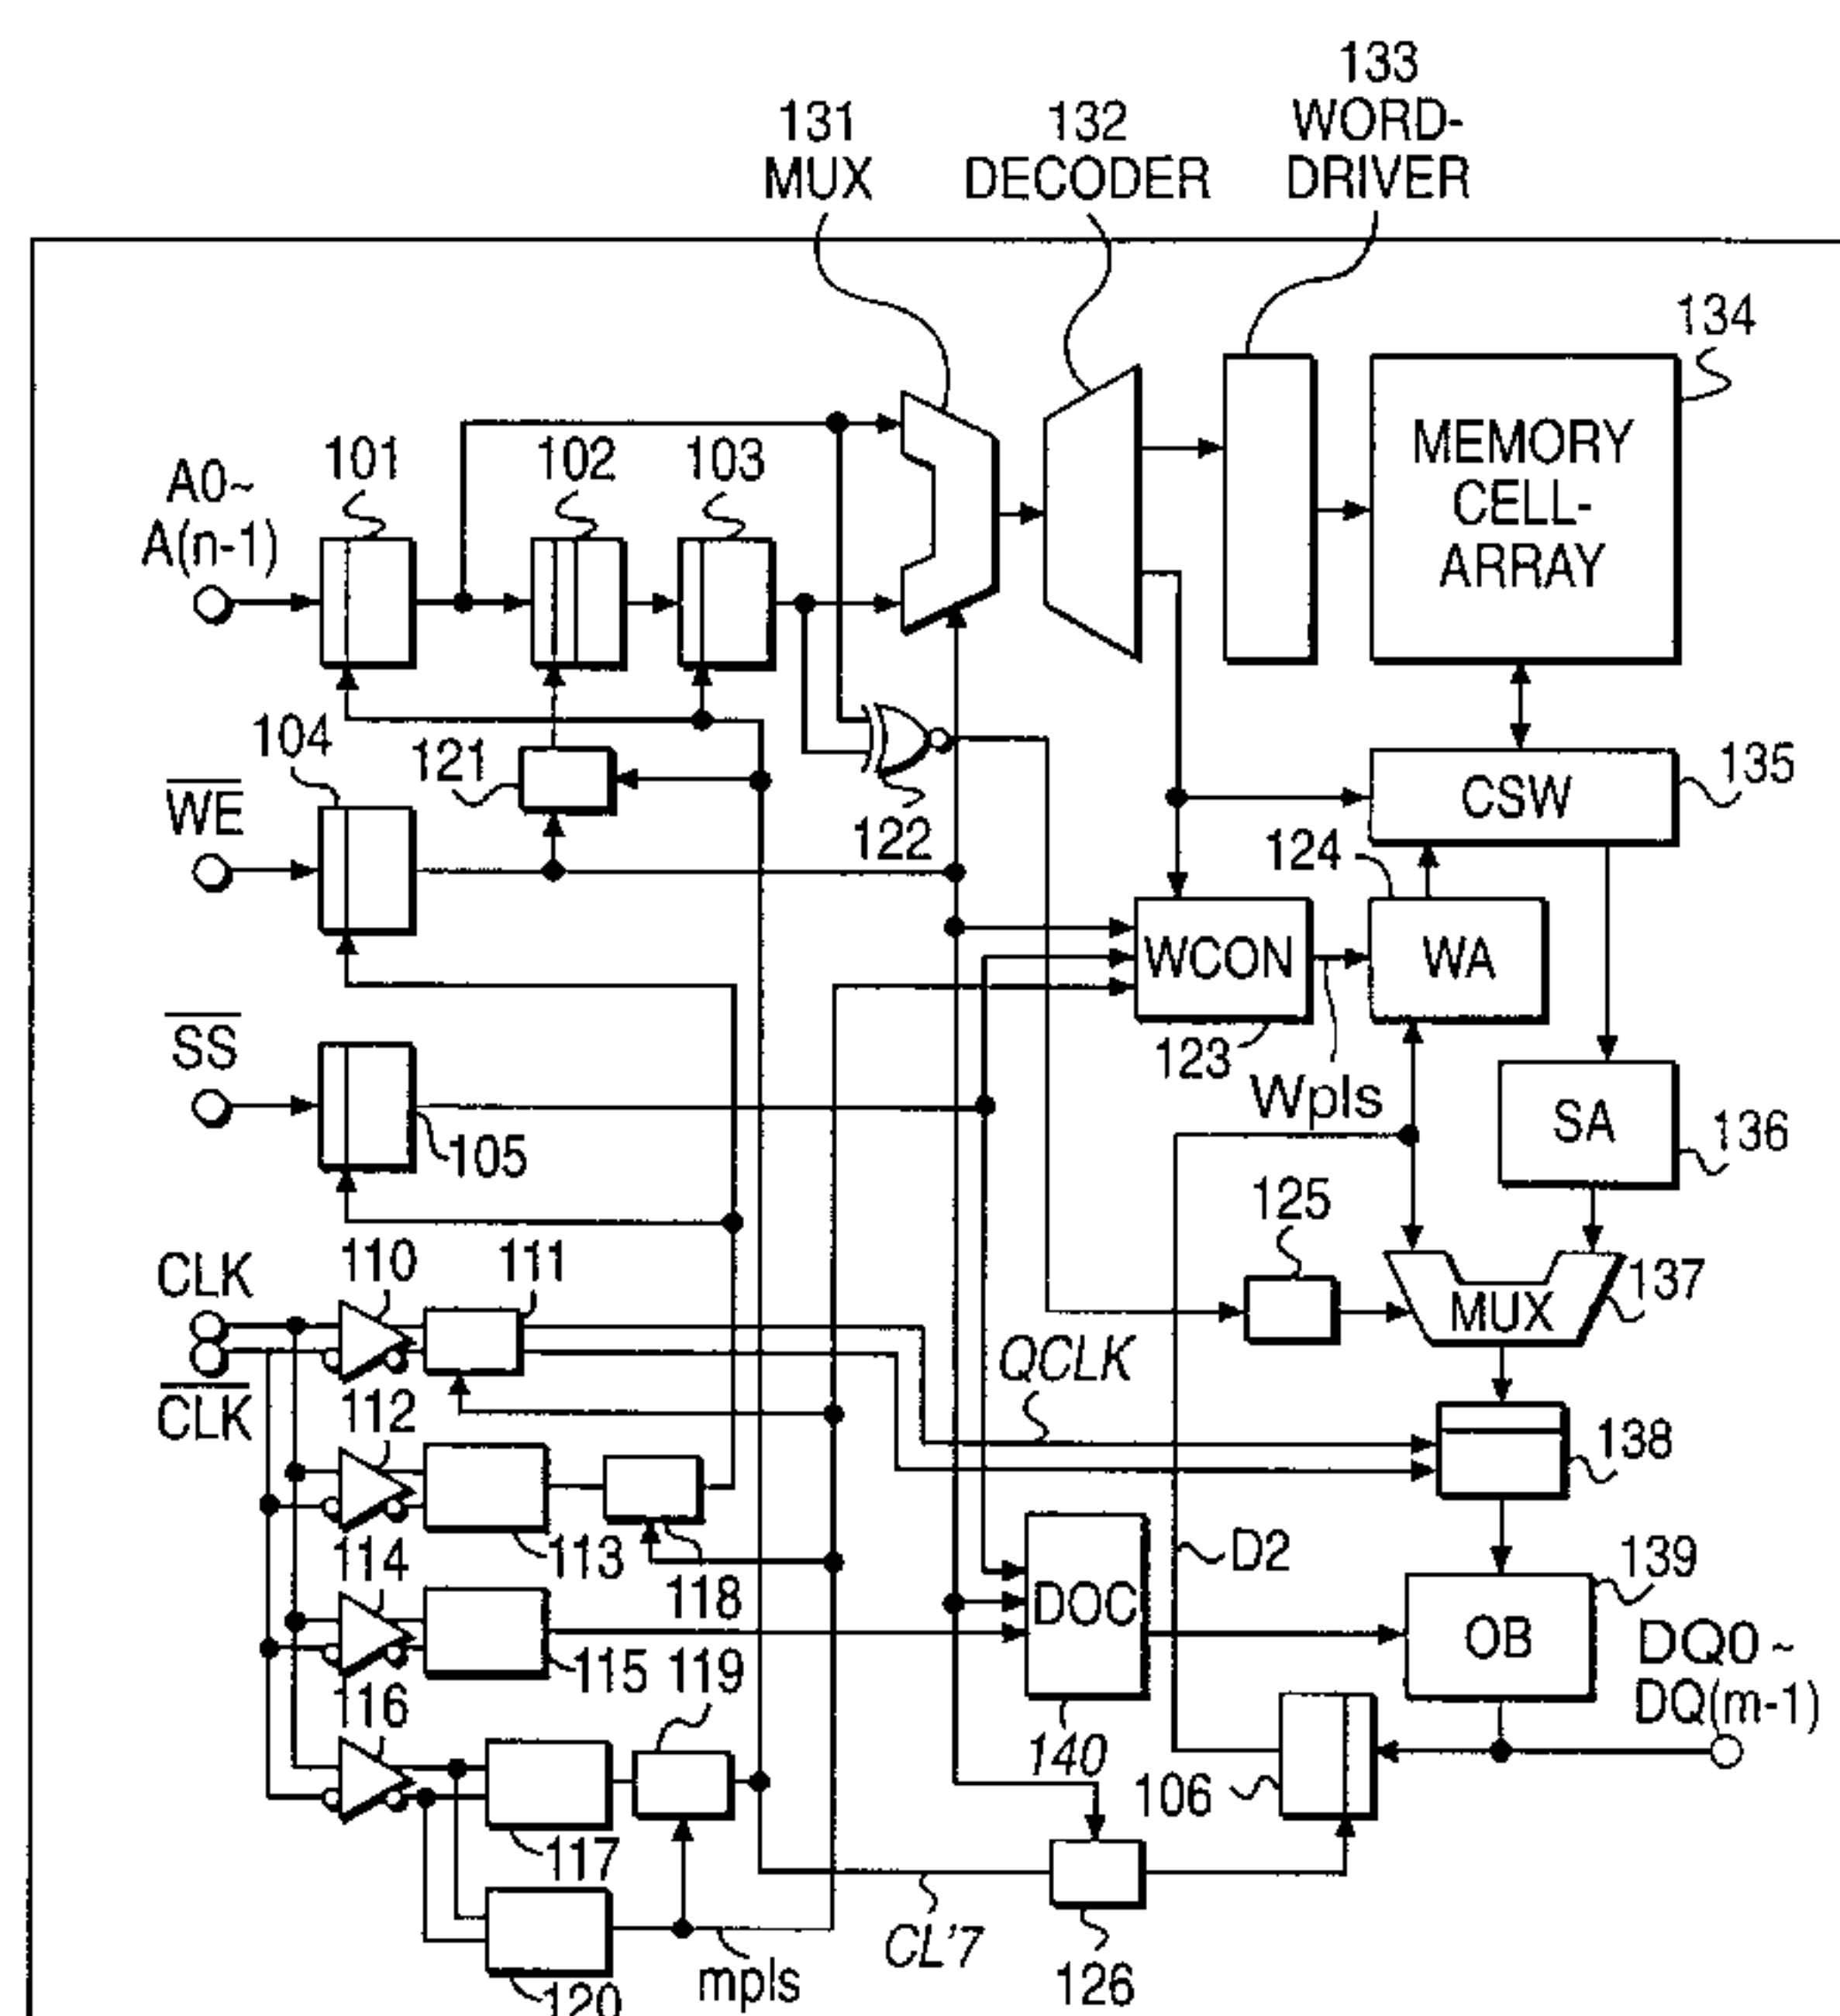 133
WORD-
DRIVER
131
MUX
132
DECODER
134
MEMORY
CELL-
ARRAY
A0~
A(n-1)
101
102
103
104
121
WE
122
CSW
135
124
WCON
WA
123
Wpls
SS
105
SA
136
125
CLK
CLK
110
111
MUX
137
QCLK
112
113
118
138
114
115
119
DOC
140
D2
139
OB
DQ0~
DQ(m-1)
116
117
106
CL'7
126
mpls
120